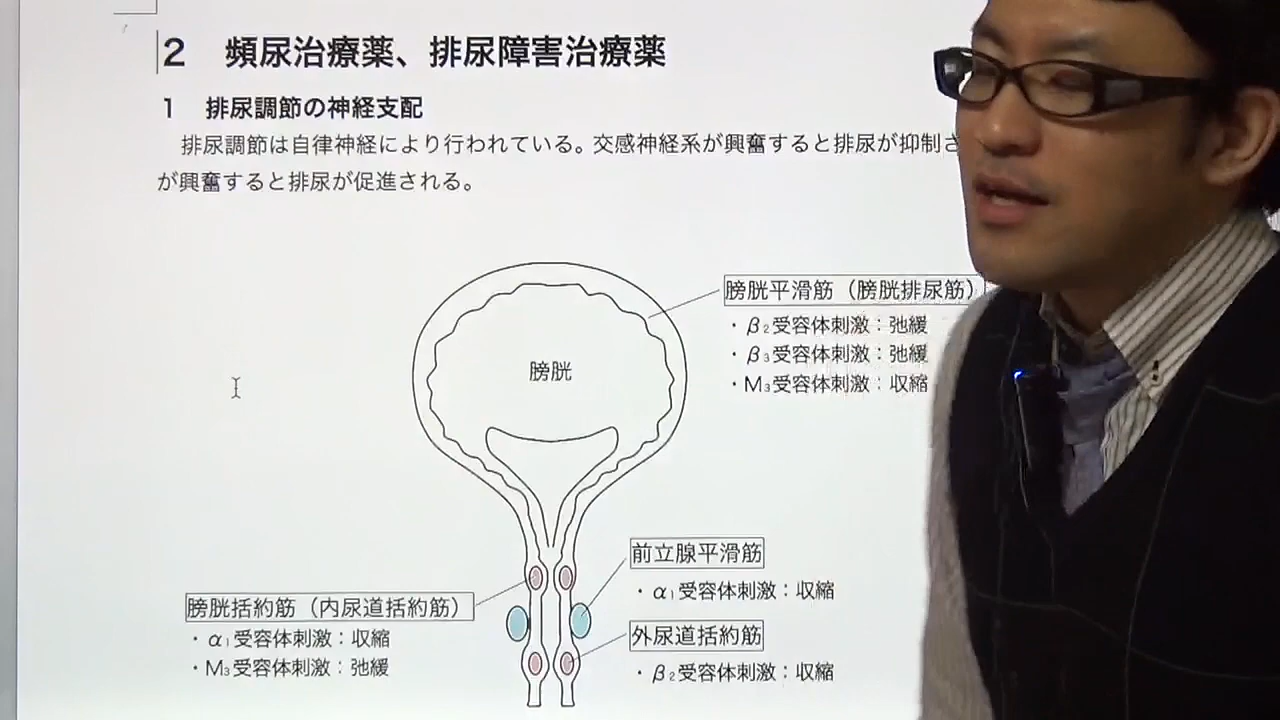 2 頻尿治療薬、排尿障害治療薬
1 排尿調節の神経支配
排尿調節は自律神経により行われている。交感神経系が興奮すると排尿が抑制さ
が興奮すると排尿が促進される。
膀胱平滑筋（膀胱排尿筋）
・β2受容体刺激：弛緩
・β3受容体刺激：弛緩
・M3受容体刺激：収縮
膀胱
前立腺平滑筋
・α1受容体刺激：収縮
膀胱括約筋（内尿道括約筋）
・α1受容体刺激：収縮
・M3受容体刺激：弛緩
外尿道括約筋
・β2受容体刺激：収縮